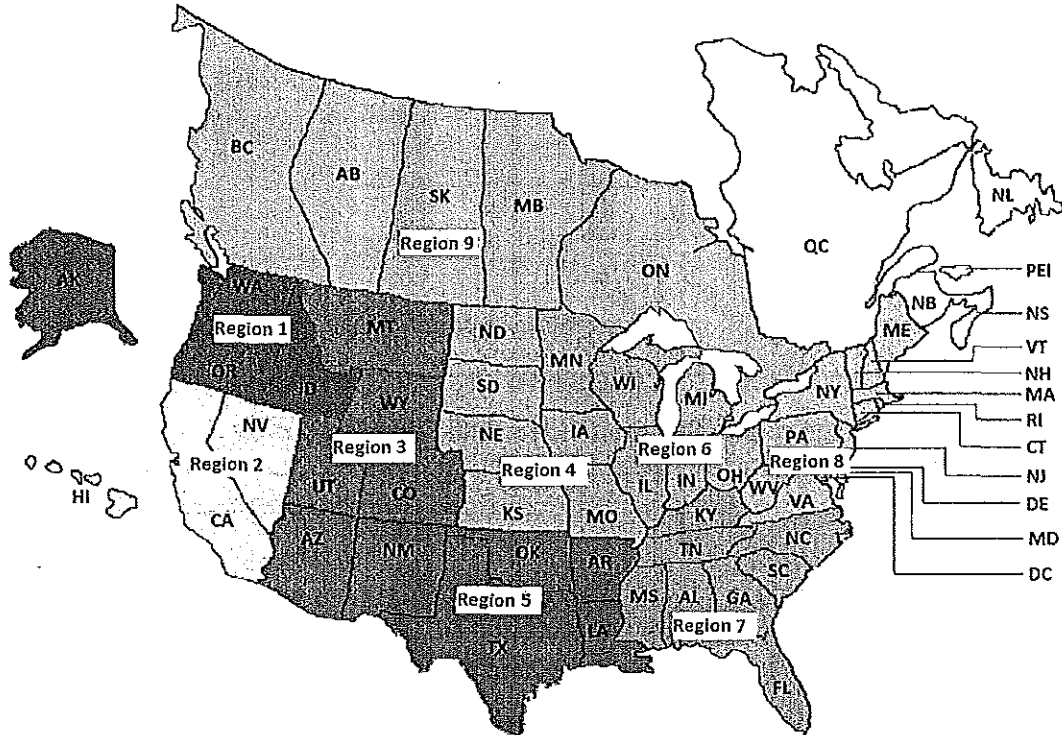 BC
AB
SK
MB
NL
Region 9
QC
ON
AK
PEI
WA
NB
ND
NS
Region 1
MT
ME
MN
VT
OR
ID
SD
WI
MI
NY
NH
WY
MA
NV
NE
IA
RI
PA
CT
Region 3
Region 6
Region 2
Region 4
Region 8
NJ
HI
UT
CO
IL
IN
OH
WV
VA
DE
KS
MO
KY
CA
MD
AZ
NM
OK
TN
NC
AR
SC
DC
Region 5
MS
AL
GA
LA
Region 7
TX
FL